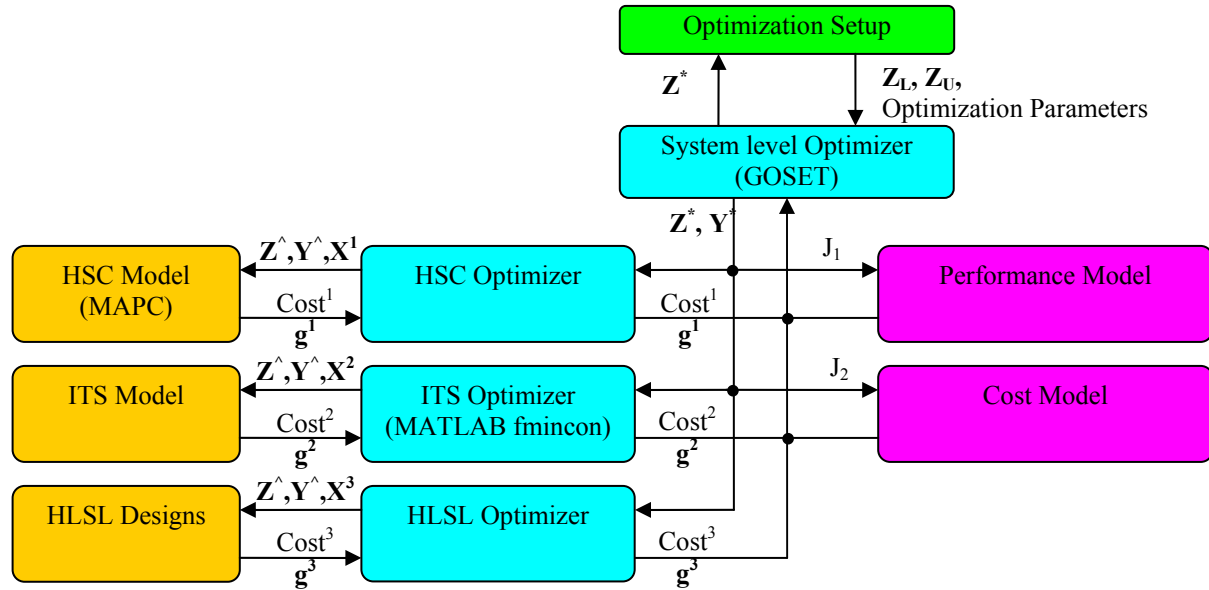 Optimization Setup
Z*
Z_L, Z_U,
Optimization Parameters
System level Optimizer
(GOSET)
Z*, Y*
Z^,Y^,X¹
J₁
HSC Model
(MAPC)
HSC Optimizer
Performance Model
Cost¹
g¹
Cost¹
g¹
Z^,Y^,X²
J₂
ITS Model
ITS Optimizer
(MATLAB fmincon)
Cost Model
Cost²
g²
Cost²
g²
Z^,Y^,X³
HLSL Designs
HLSL Optimizer
Cost³
g³
Cost³
g³